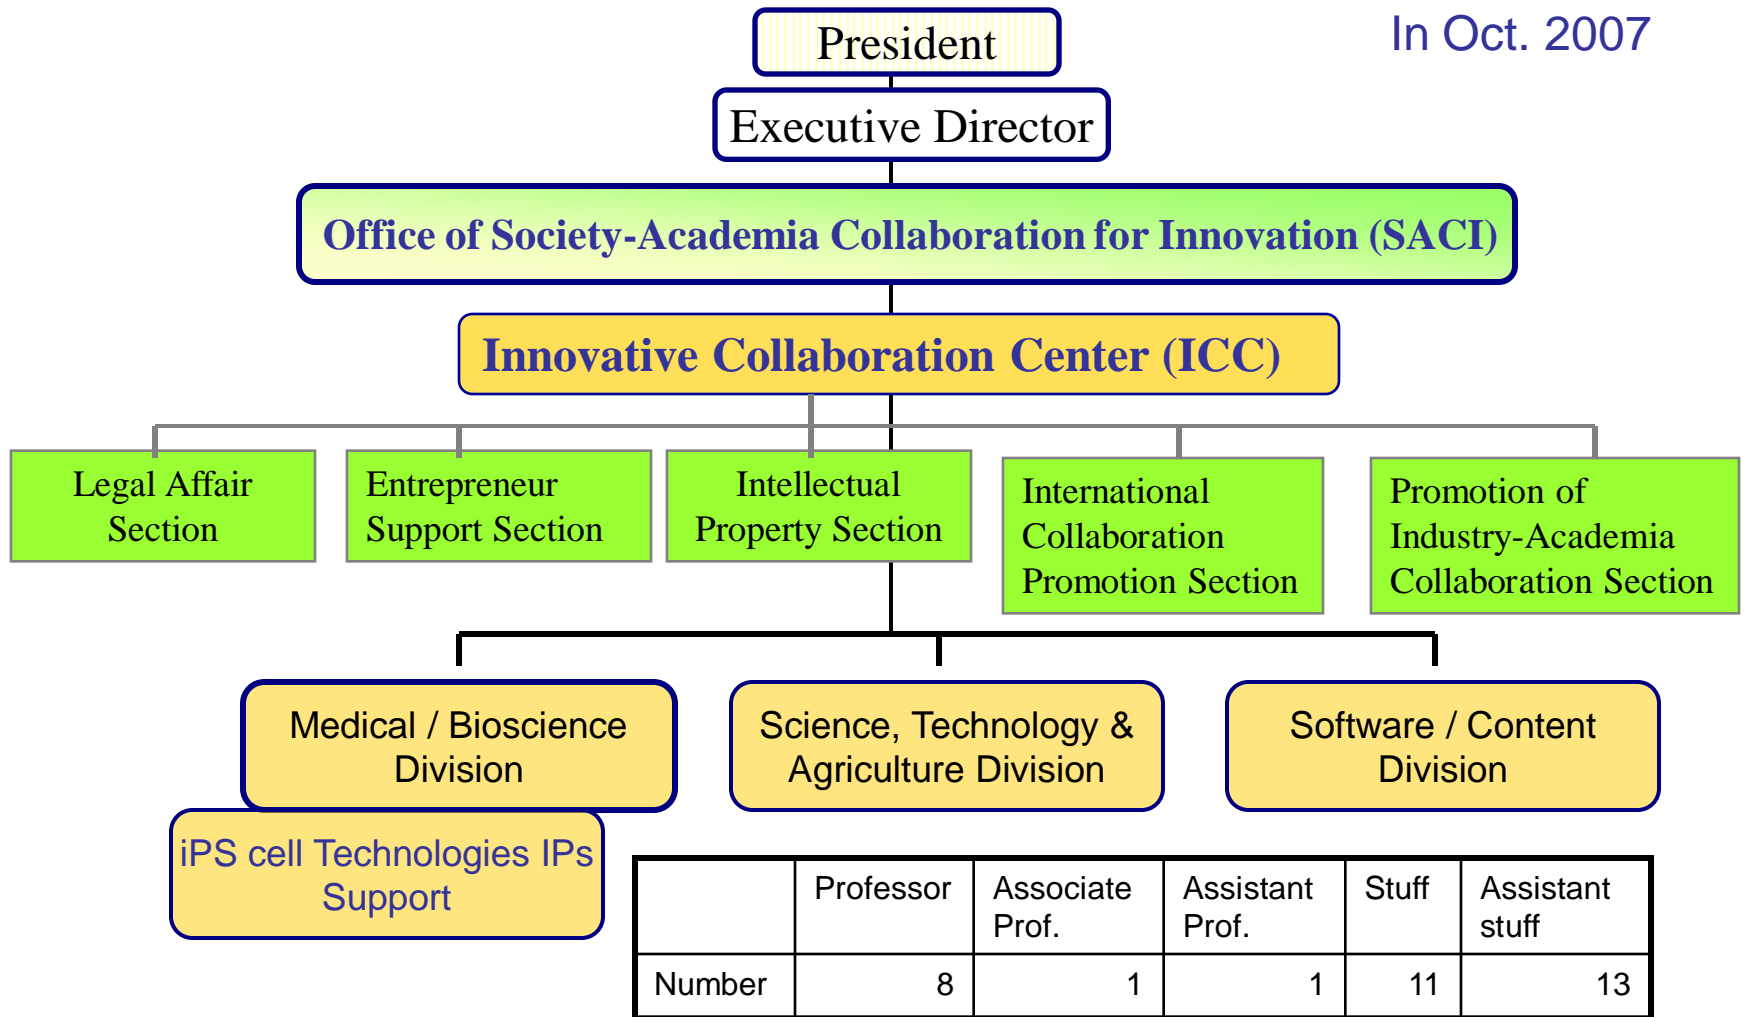 President
In Oct. 2007
Executive Director
Office of Society-Academia Collaboration for Innovation (SACI)
Innovative Collaboration Center (ICC)
Legal Affair
Section
Entrepreneur
Support Section
Intellectual
Property Section
International
Collaboration
Promotion Section
Promotion of
Industry-Academia
Collaboration Section
Medical / Bioscience
Division
Science, Technology &
Agriculture Division
Software / Content
Division
iPS cell Technologies IPs
Support
Professor
Associate
Prof.
Assistant
Prof.
Stuff
Assistant
stuff
Number 8 1 1 11 13